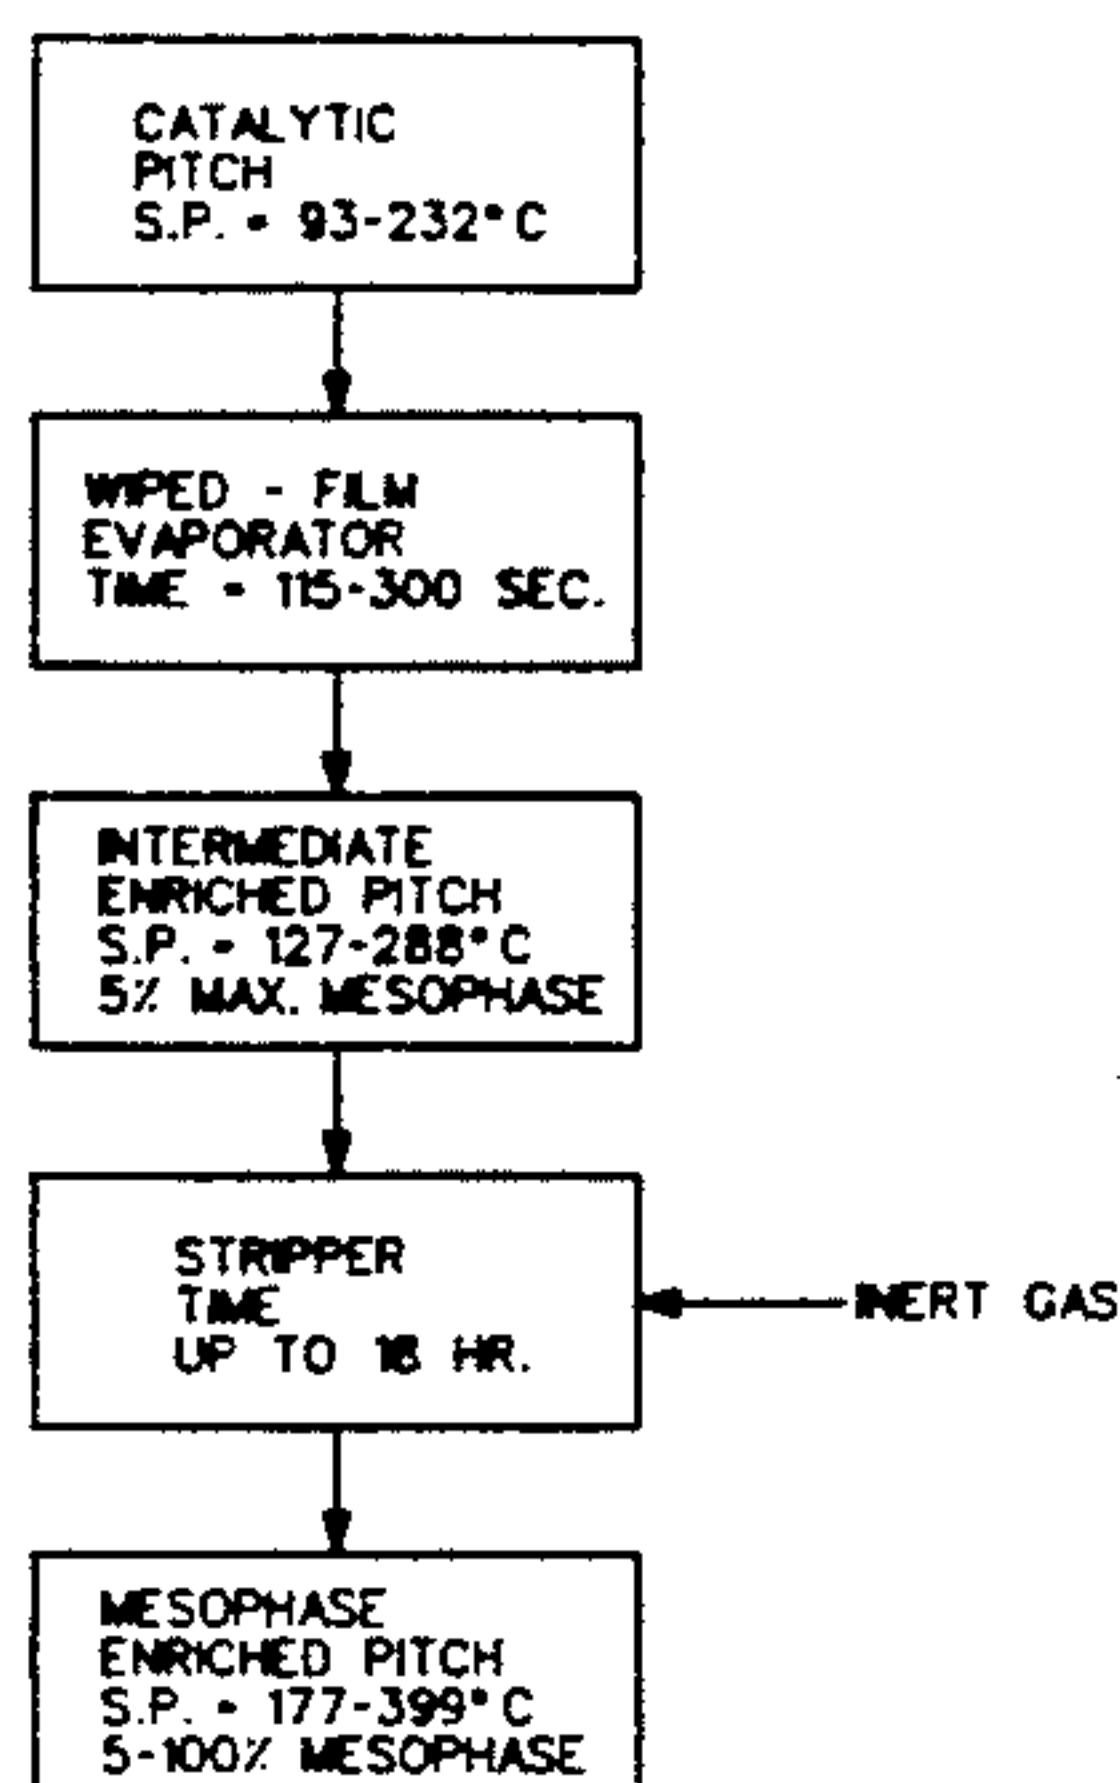 CATALYTIC
PITCH
S.P. = 93-232°C
WIPED - FILM
EVAPORATOR
TIME = 115-300 SEC.
INTERMEDIATE
ENRICHED PITCH
S.P. = 127-288°C
5% MAX. MESOPHASE
STRIPPER
TIME
UP TO HR.
INERT GAS
MESOPHASE
ENRICHED PITCH
S.P. = 177-399°C
5-100% MESOPHASE